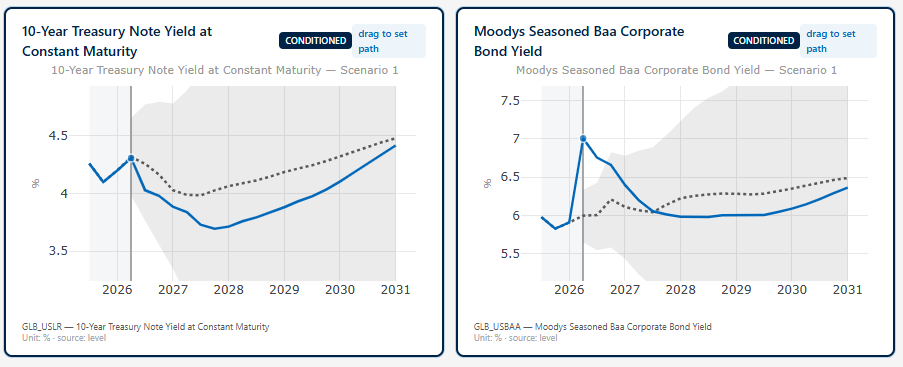 10-Year Treasury Note Yield at
Constant Maturity
CONDITIONED
drag to set
path
10-Year Treasury Note Yield at Constant Maturity — Scenario 1
4.5
4
3.5
%
2026 2027 2028 2029 2030 2031
GLB_USLR — 10-Year Treasury Note Yield at Constant Maturity
Unit: % · source: level
Moodys Seasoned Baa Corporate
Bond Yield
CONDITIONED
drag to set
path
Moodys Seasoned Baa Corporate Bond Yield — Scenario 1
7.5
7
6.5
6
5.5
%
2026 2027 2028 2029 2030 2031
GLB_USBAA — Moodys Seasoned Baa Corporate Bond Yield
Unit: % · source: level